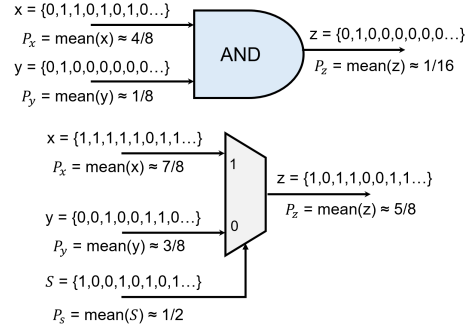 x = {0,1,1,0,1,0,1,0…}
𝑃ₓ = mean(x) ≈ 4/8
y = {0,1,0,0,0,0,0,0…}
𝑃_y = mean(y) ≈ 1/8
AND
z = {0,1,0,0,0,0,0,0…}
𝑃_z = mean(z) ≈ 1/16
x = {1,1,1,1,1,0,1,1…}
𝑃ₓ = mean(x) ≈ 7/8
1
z = {1,0,1,1,0,0,1,1…}
𝑃_z = mean(z) ≈ 5/8
y = {0,0,1,0,0,1,1,0…}
0
𝑃_y = mean(y) ≈ 3/8
𝑆 = {1,0,0,1,0,1,0,1…}
𝑃ₛ = mean(𝑆) ≈ 1/2